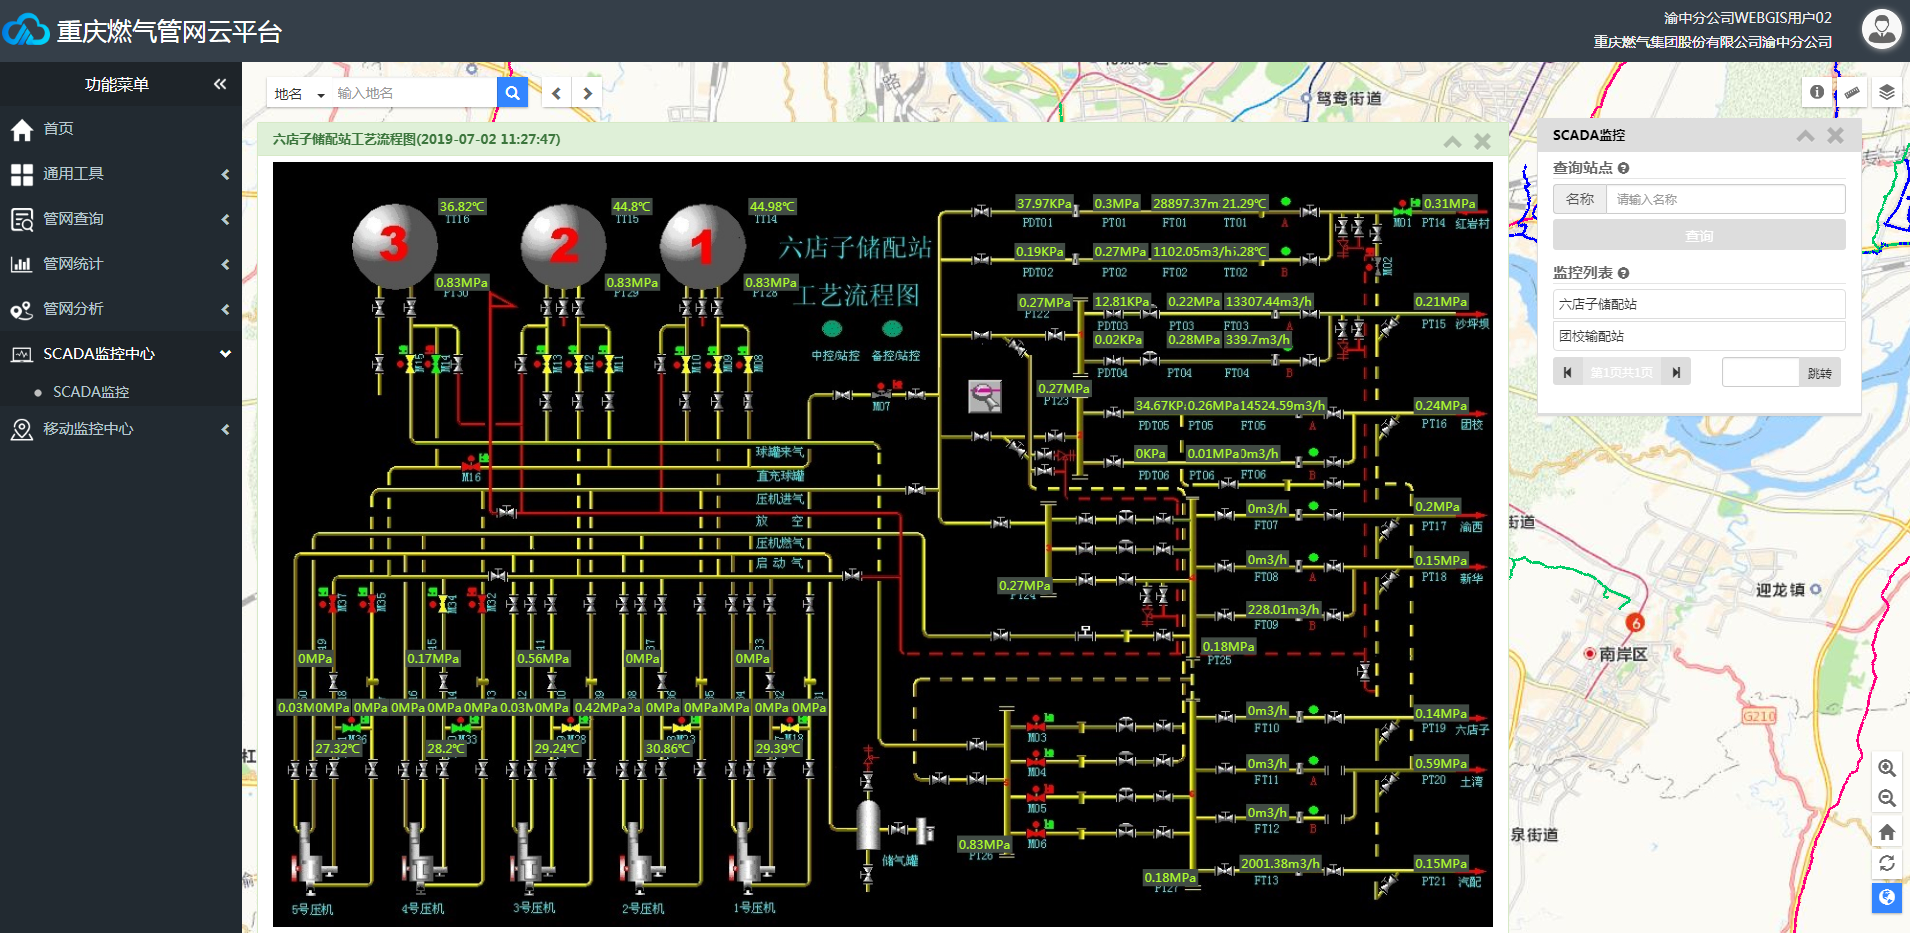 重庆燃气管网云平台
渝中分公司WEBGIS用户02
重庆燃气集团股份有限公司渝中分公司
功能菜单
首页
通用工具
管网查询
管网统计
管网分析
SCADA监控中心
SCADA监控
移动监控中心
地名
输入地名
鸳鸯街道
六店子储配站工艺流程图(2019-07-02 11:27:47)
36.82℃
TT16
44.8℃
TT15
44.98℃
TT14
3
2
1
0.83MPa
PT30
0.83MPa
PT29
0.83MPa
PT28
六店子储配站
工艺流程图
中控/站控
备控/站控
37.97KPa 0.3MPa 28897.37m 21.29℃ 0.31MPa
PDT01 PT01 FT01 TT01 A M01 PT14 红岩村
0.19KPa 0.27MPa 1102.05m3/h 5.28℃
PDT02 PT02 FT02 TT02 B M02
0.27MPa 12.81KPa 0.22MPa 13307.44m3/h 0.21MPa
PT22 PDT03 PT03 FT03 A PT15 沙坪坝
0.02KPa 0.28MPa 339.7m3/h
PDT04 PT04 FT04 B
M15 M14 M13 M12 M11 M10 M09 M08
M07
0.27MPa
PT23
34.67KPa 0.26MPa 14524.59m3/h 0.24MPa
PDT05 PT05 FT05 A PT16 团校
0KPa 0.01MPa 0m3/h
PDT06 PT06 FT06 B
球罐来气
直充球罐
压机进气
放 空
压机燃气
启动气
M16
0m3/h 0.2MPa
FT07 PT17 渝西
0m3/h 0.15MPa
FT08 A PT18 新华
0.27MPa
PT24
228.01m3/h
FT09 B
0.18MPa
PT25
M37 M35 M34 M32
0MPa 0.17MPa 0.56MPa 0MPa 0MPa
0.03M 0MPa 0MPa 0MPa 0MPa 0MPa 0.03M 0MPa 0.42MPa 0MPa 0MPa 0MPa 0MPa
M36 M33 M28 M23 M18
27.32℃ 28.2℃ 29.24℃ 30.86℃ 29.39℃
0m3/h 0.14MPa
M03 FT10 PT19 六店子
M04
0m3/h 0.59MPa
FT11 A PT20 土湾
M05
0m3/h
FT12 B
M06
0.83MPa
PT26
储气罐
2001.38m3/h 0.15MPa
FT13 PT21 汽配
0.18MPa
PT27
5号压机 4号压机 3号压机 2号压机 1号压机
SCADA监控
查询站点
名称
请输入名称
查询
监控列表
六店子储配站
团校输配站
第1页共1页
跳转
街道
迎龙镇
6
南岸区
G210
泉街道